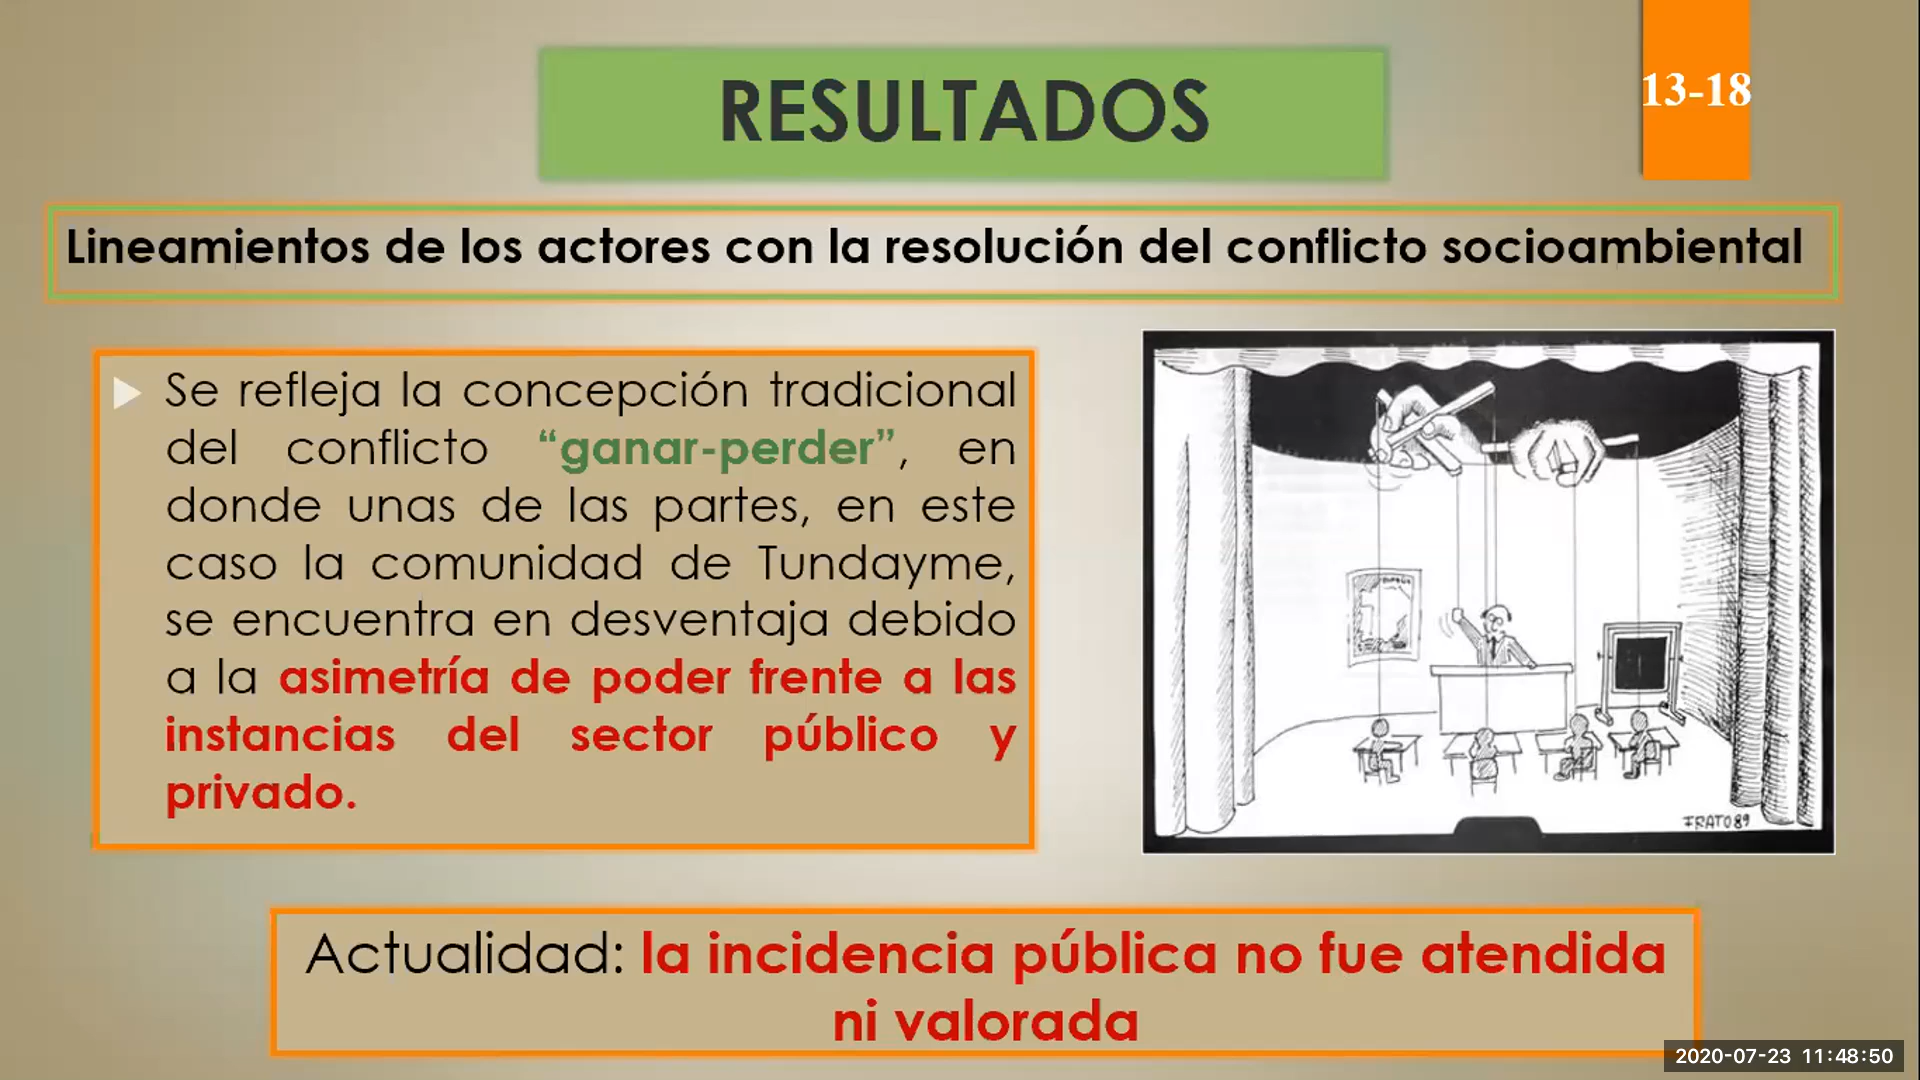 RESULTADOS
13-18
Lineamientos de los actores con la resolución del conflicto socioambiental
Se refleja la concepción tradicional
del conflicto “ganar-perder”, en
donde unas de las partes, en este
caso la comunidad de Tundayme,
se encuentra en desventaja debido
a la asimetría de poder frente a las
instancias del sector público y
privado.
FRATO89
Actualidad: la incidencia pública no fue atendida
ni valorada
2020-07-23 11:48:50